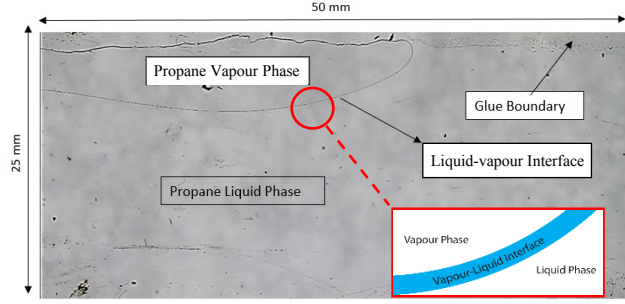 50 mm
Propane Vapour Phase
Glue Boundary
25 mm
Liquid-vapour Interface
Propane Liquid Phase
Vapour Phase
Vapour-Liquid Interface
Liquid Phase